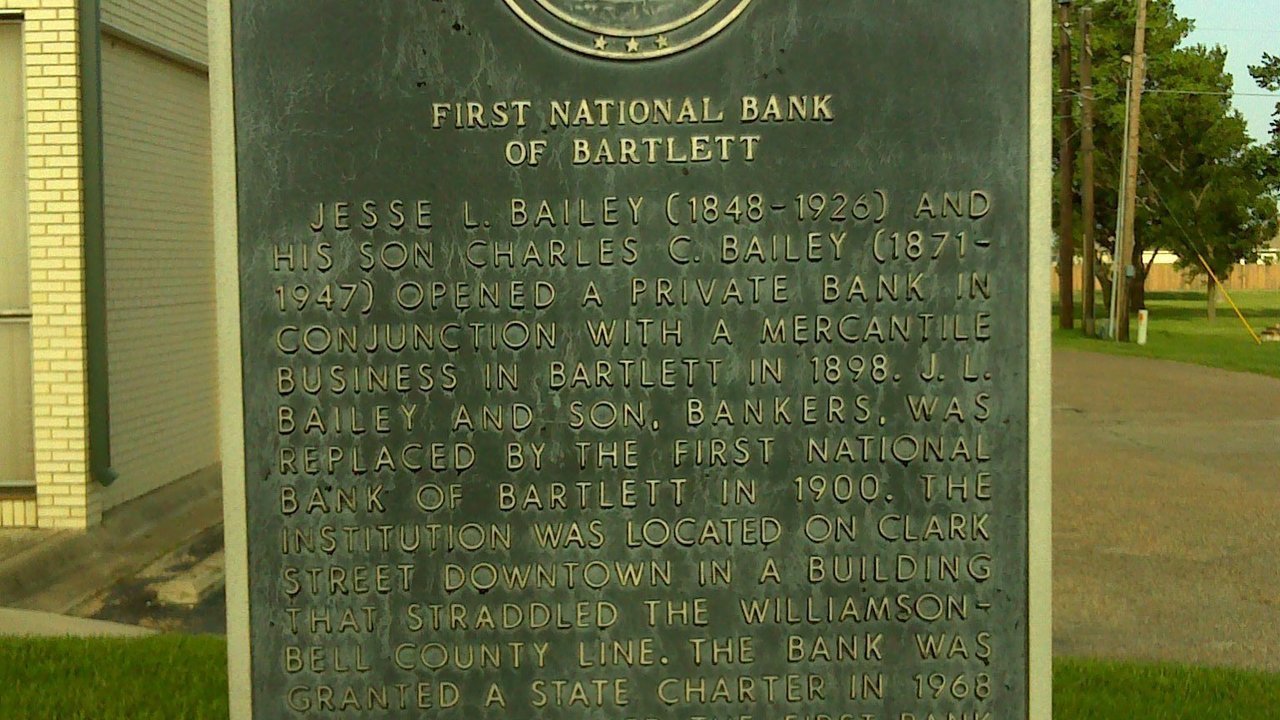 FIRST NATIONAL BANK
OF BARTLETT
JESSE L. BAILEY (1848-1926) AND
HIS SON CHARLES C. BAILEY (1871-
1947) OPENED A PRIVATE BANK IN
CONJUNCTION WITH A MERCANTILE
BUSINESS IN BARTLETT IN 1898. J. L.
BAILEY AND SON, BANKERS, WAS
REPLACED BY THE FIRST NATIONAL
BANK OF BARTLETT IN 1900. THE
INSTITUTION WAS LOCATED ON CLARK
STREET DOWNTOWN IN A BUILDING
THAT STRADDLED THE WILLIAMSON-
BELL COUNTY LINE. THE BANK WAS
GRANTED A STATE CHARTER IN 1968
THE FIRST BANK